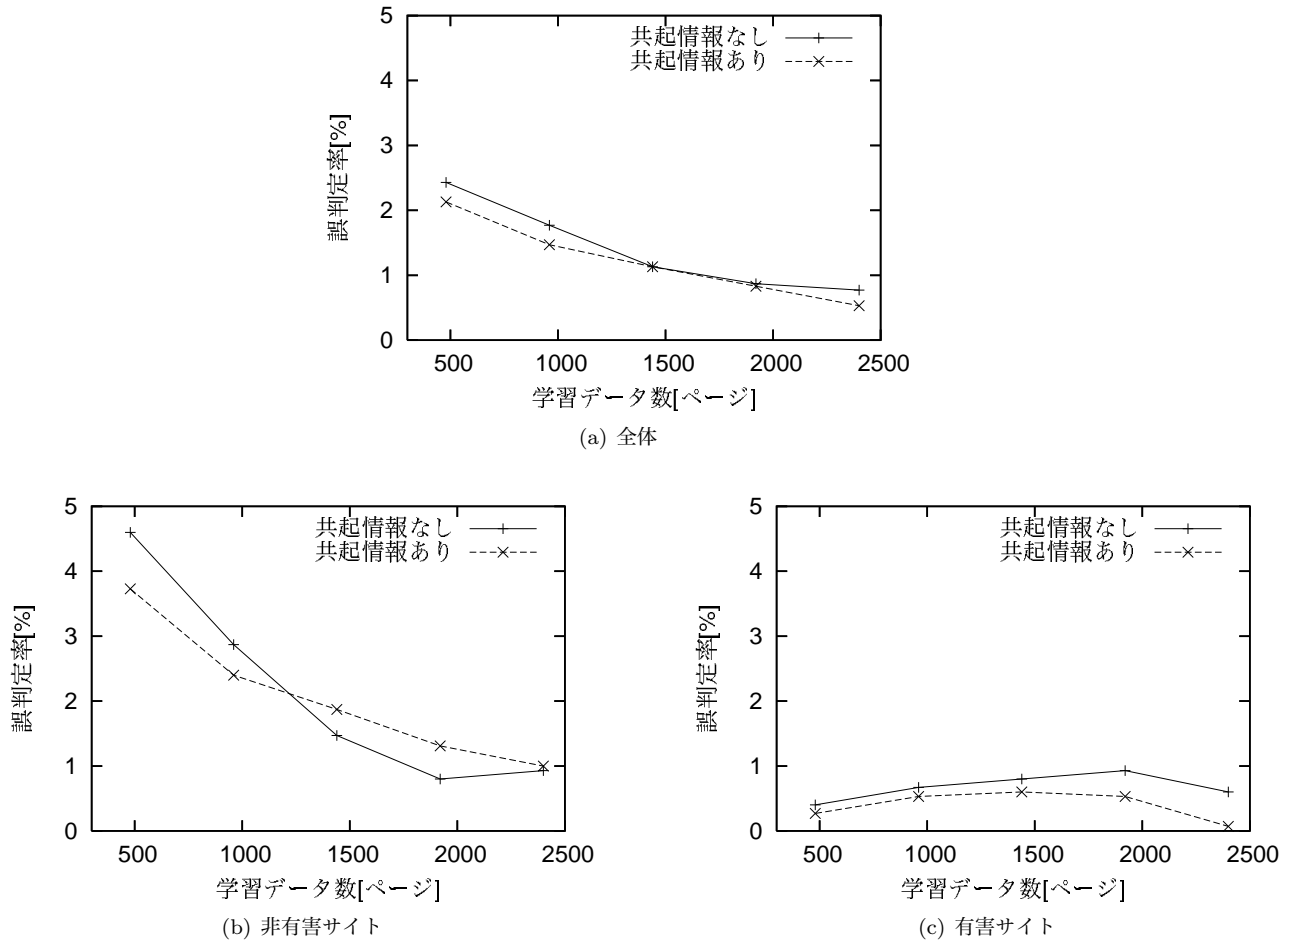 5
4
3
2
1
0
誤判定率[%]
共起情報なし
共起情報あり
500 1000 1500 2000 2500
学習データ数[ページ]
(a) 全体
5
4
3
2
1
0
誤判定率[%]
共起情報なし
共起情報あり
500 1000 1500 2000 2500
学習データ数[ページ]
(b) 非有害サイト
5
4
3
2
1
0
誤判定率[%]
共起情報なし
共起情報あり
500 1000 1500 2000 2500
学習データ数[ページ]
(c) 有害サイト